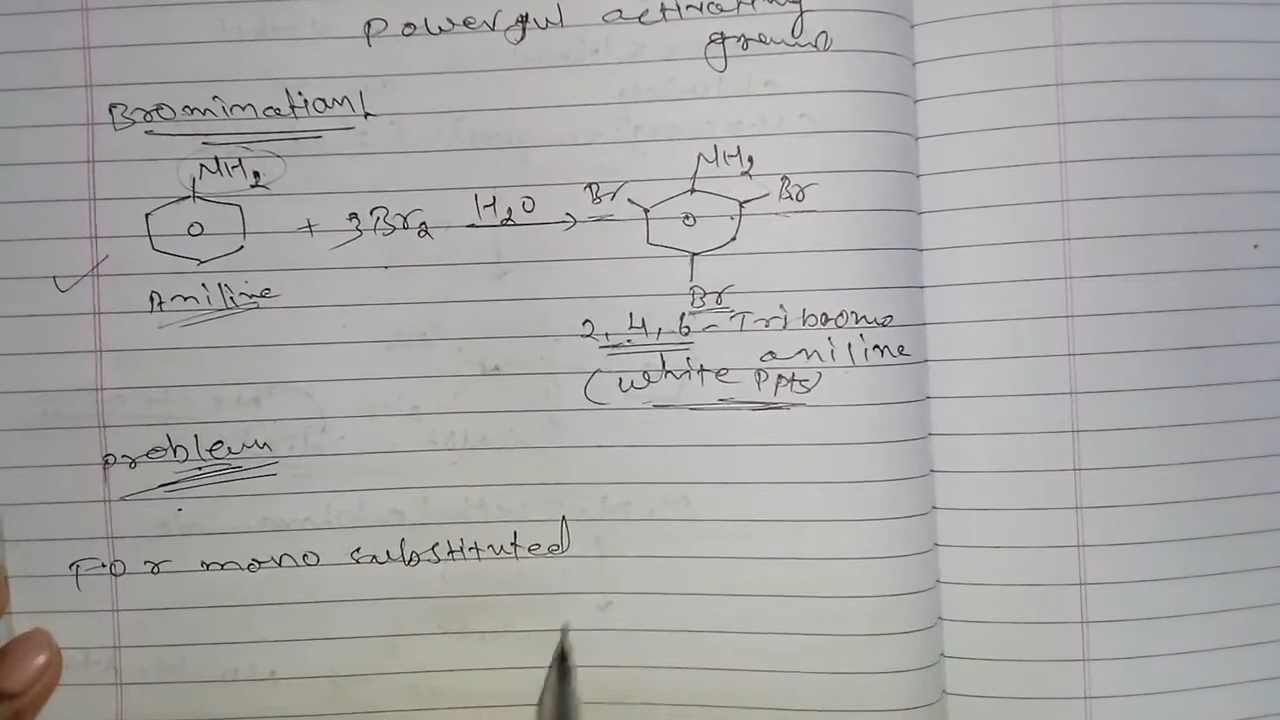 powerful activating
group
Bromination
NH2
NH2
Br
Br
+ 3Br2
H2O
Aniline
Br
2, 4, 6 - Tribromo
aniline
(white ppts)
problem
For mono substituted